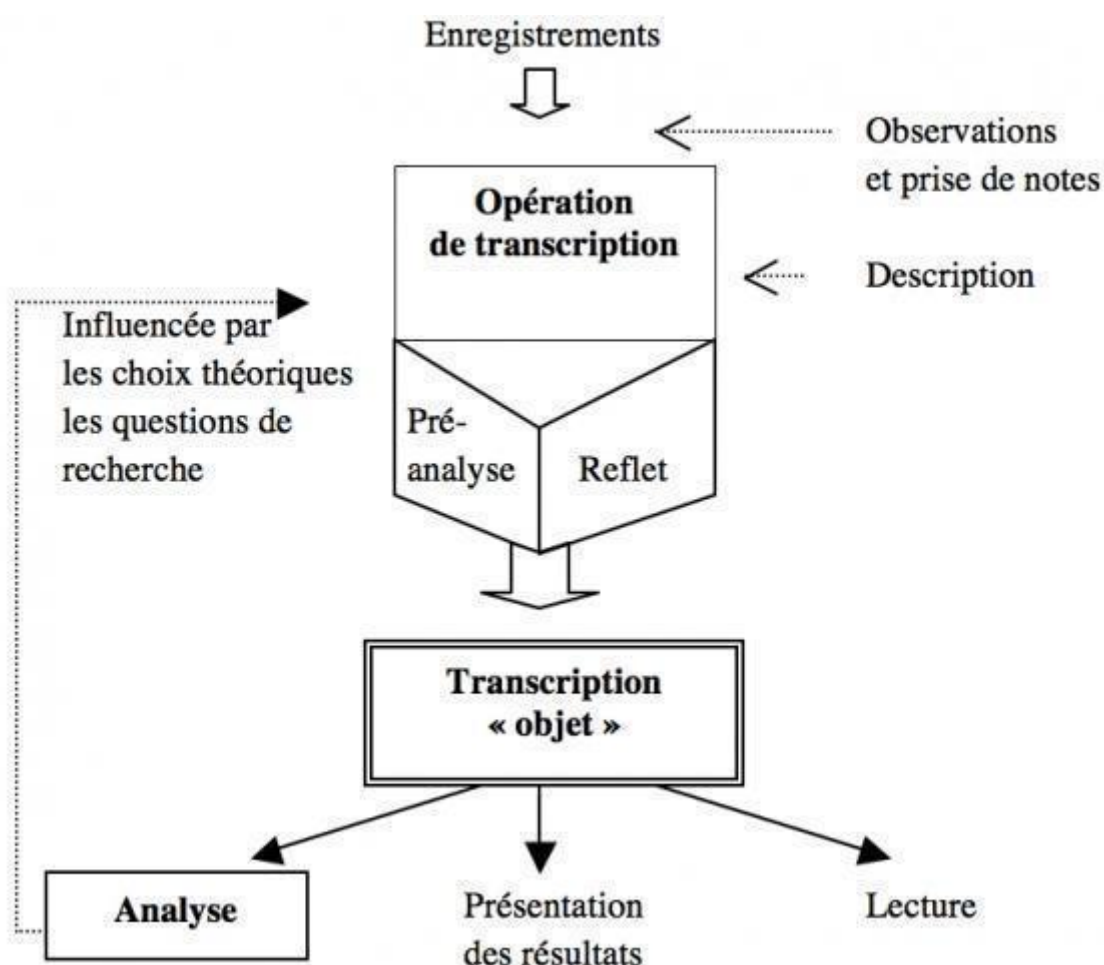 Enregistrements
Observations
et prise de notes
Opération
de transcription
Description
Influencée par
les choix théoriques
les questions de
recherche
Pré-
analyse
Reflet
Transcription
« objet »
Analyse
Présentation
des résultats
Lecture